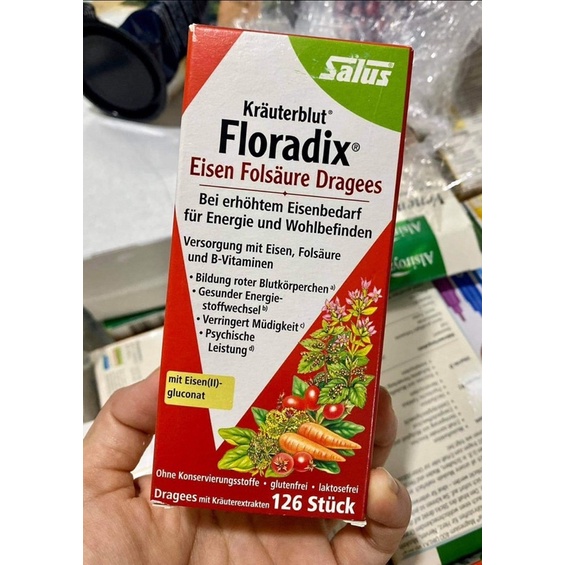 Salus
Kräuterblut®
Floradix®
Eisen Folsäure Dragees
Bei erhöhtem Eisenbedarf
für Energie und Wohlbefinden
Versorgung mit Eisen, Folsäure
und B-Vitaminen
• Bildung roter Blutkörperchen a)
• Gesunder Energie-
stoffwechsel b)
• Verringert Müdigkeit c)
• Psychische
Leistung d)
mit Eisen(II)-
gluconat
Ohne Konservierungsstoffe • glutenfrei • laktosefrei
Dragees mit Kräuterextrakten 126 Stück
Alsiroyal